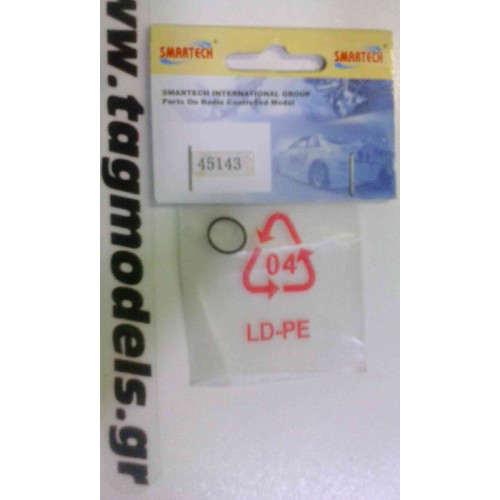 SMARTECH
SMARTECH
SMARTECH INTERNATIONAL GROUP
Parts On Radio Controlled Model
45143
04
LD-PE
www.tagmodels.gr